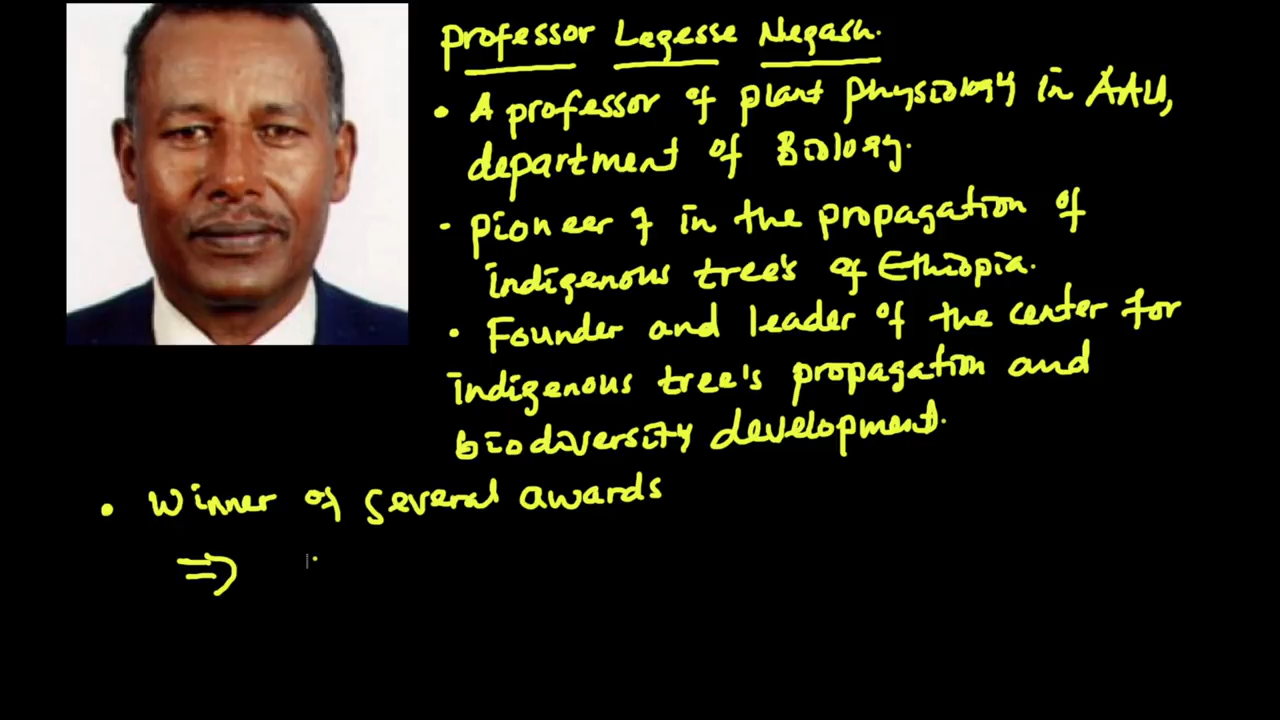 Professor Legesse Negash.
• A professor of plant physiology in AAU,
department of Biology.
- Pioneer of in the propagation of
indigenous tree's of Ethiopia.
• Founder and leader of the center for
indigenous tree's propagation and
biodiversity development.
• Winner of several awards
⇒